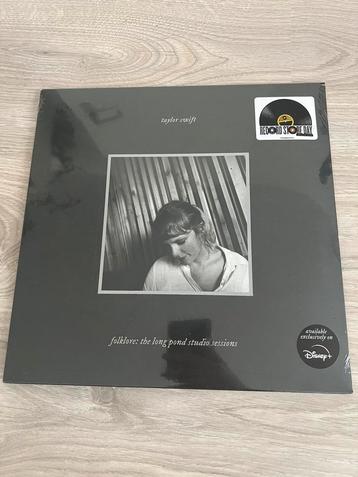 taylor swift
RECORD STORE DAY
folklore: the long pond studio sessions
available
exclusively on
Disney+